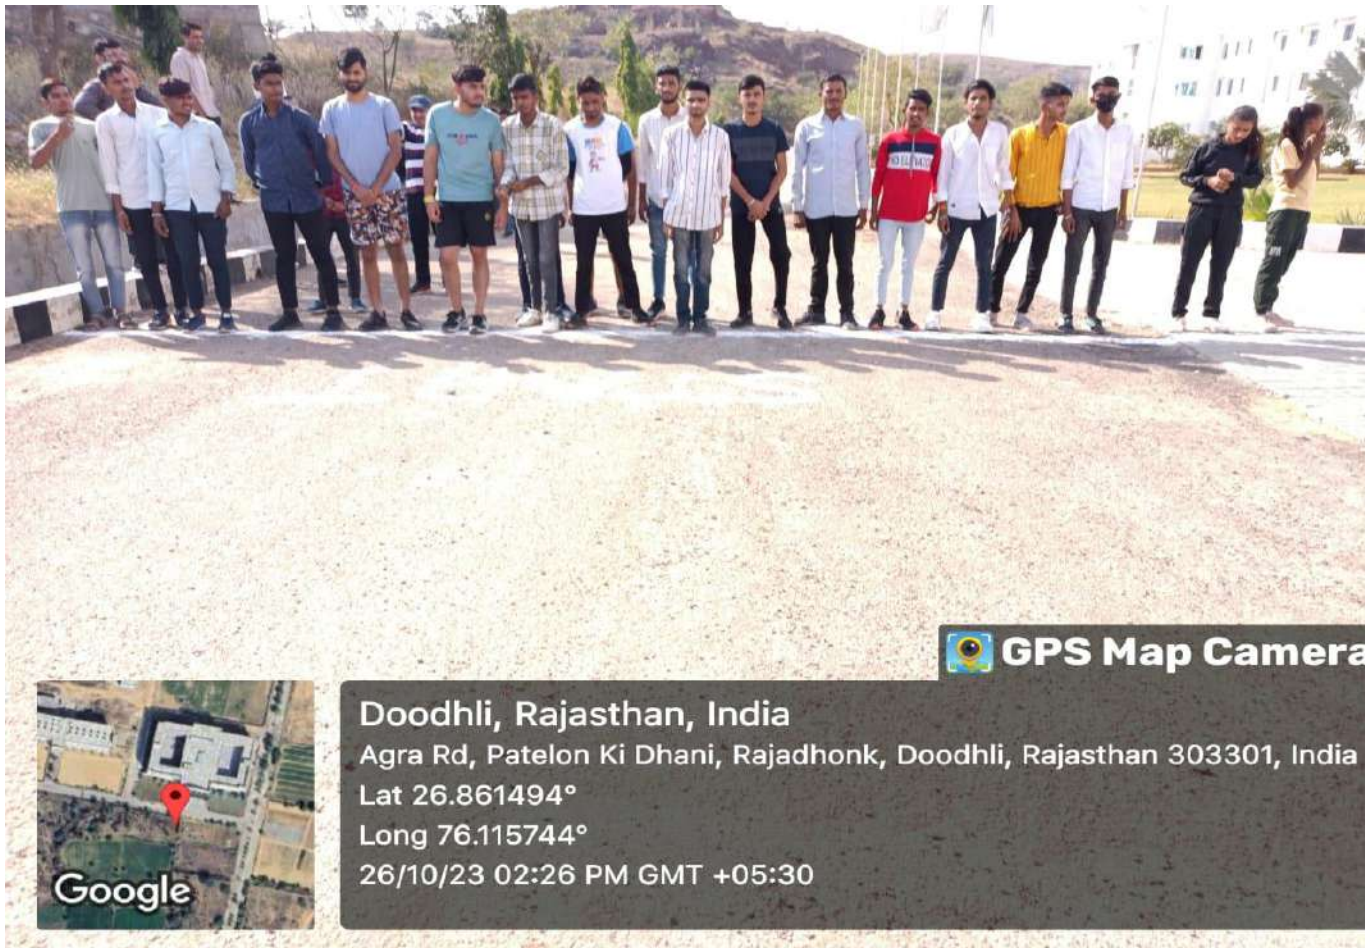 GPS Map Camera
Doodhli, Rajasthan, India
Agra Rd, Patelon Ki Dhani, Rajadhonk, Doodhli, Rajasthan 303301, India
Lat 26.861494°
Long 76.115744°
26/10/23 02:26 PM GMT +05:30
Google